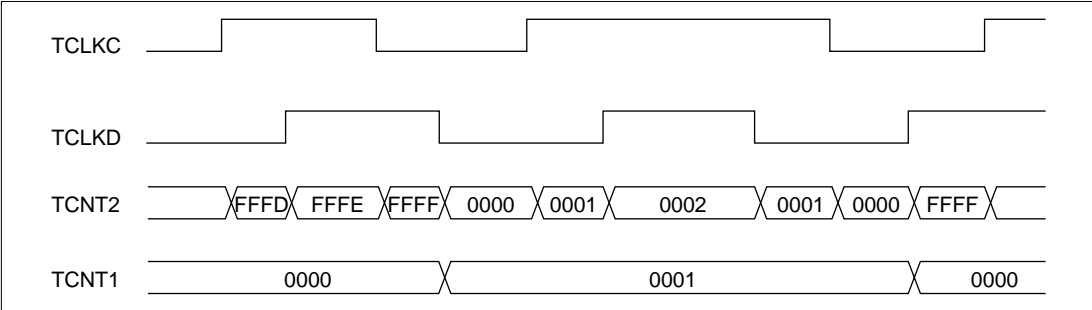 TCLKC
TCLKD
TCNT2 FFFD FFFE FFFF 0000 0001 0002 0001 0000 FFFF
TCNT1 0000 0001 0000